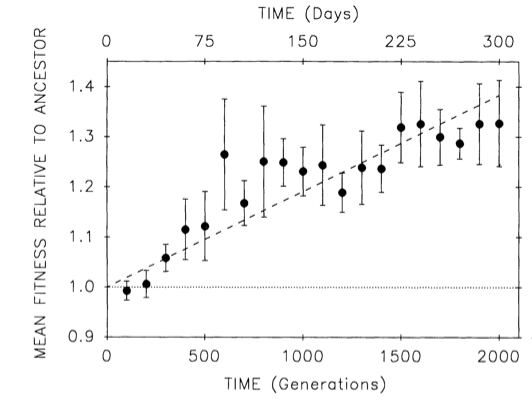 TIME (Days)
0 75 150 225 300
MEAN FITNESS RELATIVE TO ANCESTOR
1.4
1.3
1.2
1.1
1.0
0.9
0 500 1000 1500 2000
TIME (Generations)